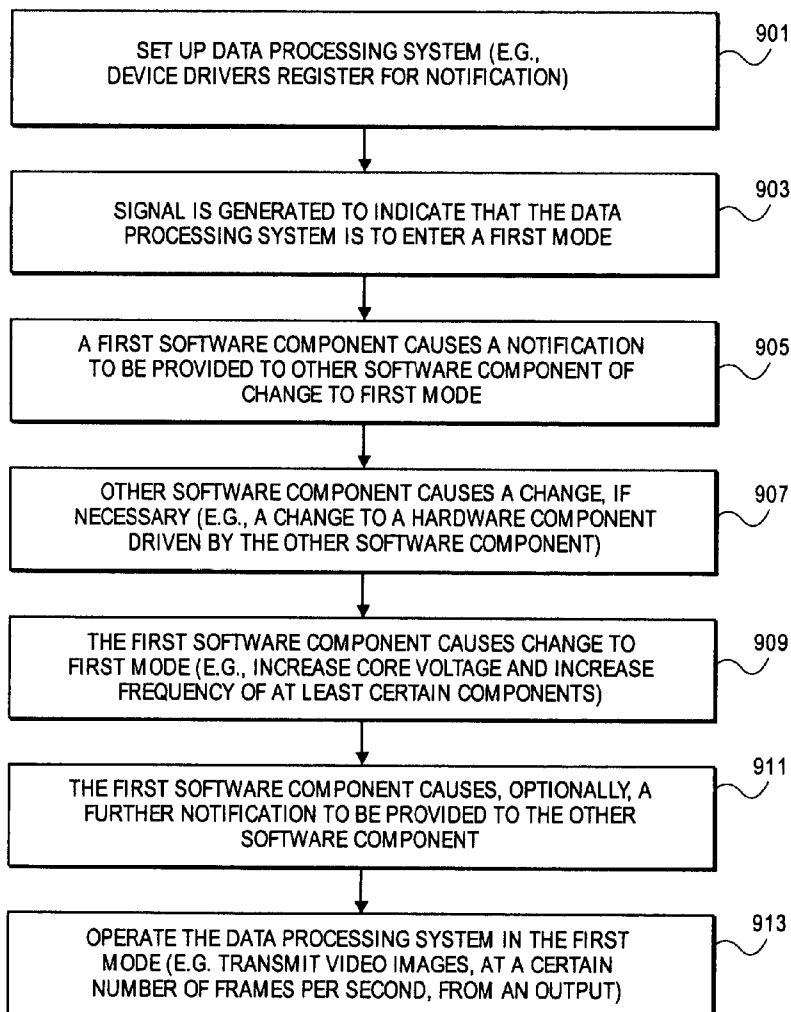 SET UP DATA PROCESSING SYSTEM (E.G.,
DEVICE DRIVERS REGISTER FOR NOTIFICATION)
901
SIGNAL IS GENERATED TO INDICATE THAT THE DATA
PROCESSING SYSTEM IS TO ENTER A FIRST MODE
903
A FIRST SOFTWARE COMPONENT CAUSES A NOTIFICATION
TO BE PROVIDED TO OTHER SOFTWARE COMPONENT OF
CHANGE TO FIRST MODE
905
OTHER SOFTWARE COMPONENT CAUSES A CHANGE, IF
NECESSARY (E.G., A CHANGE TO A HARDWARE COMPONENT
DRIVEN BY THE OTHER SOFTWARE COMPONENT)
907
THE FIRST SOFTWARE COMPONENT CAUSES CHANGE TO
FIRST MODE (E.G., INCREASE CORE VOLTAGE AND INCREASE
FREQUENCY OF AT LEAST CERTAIN COMPONENTS)
909
THE FIRST SOFTWARE COMPONENT CAUSES, OPTIONALLY, A
FURTHER NOTIFICATION TO BE PROVIDED TO THE OTHER
SOFTWARE COMPONENT
911
OPERATE THE DATA PROCESSING SYSTEM IN THE FIRST
MODE (E.G. TRANSMIT VIDEO IMAGES, AT A CERTAIN
NUMBER OF FRAMES PER SECOND, FROM AN OUTPUT)
913